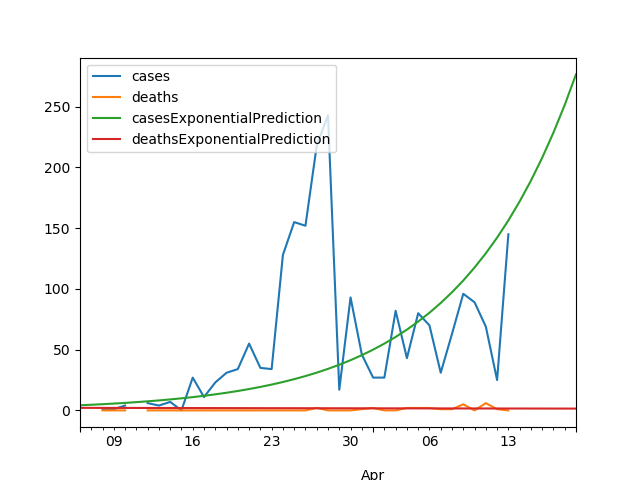 cases
deaths
casesExponentialPrediction
deathsExponentialPrediction
250
200
150
100
50
0
09 16 23 30 06 13
Apr